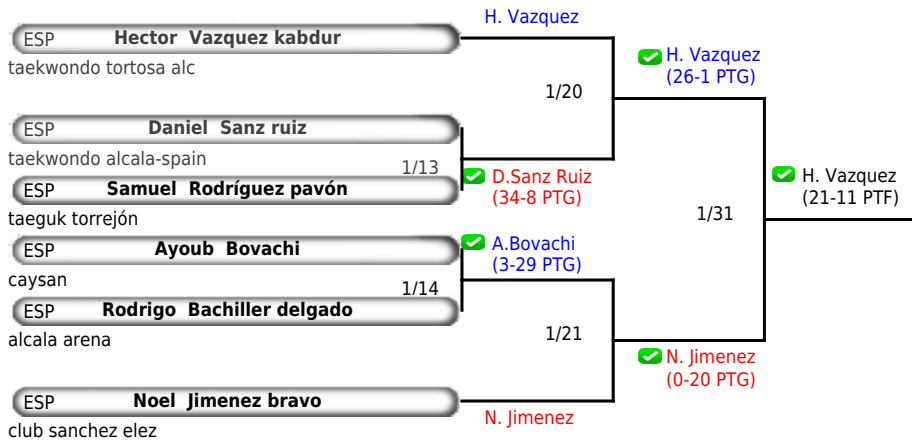 H. Vazquez
ESP Hector Vazquez kabdur
taekwondo tortosa alc
H. Vazquez
(26-1 PTG)
1/20
ESP Daniel Sanz ruiz
taekwondo alcala-spain
1/13
D.Sanz Ruiz
(34-8 PTG)
ESP Samuel Rodríguez pavón
taeguk torrejón
H. Vazquez
(21-11 PTF)
1/31
ESP Ayoub Bovachi
caysan
A.Bovachi
(3-29 PTG)
1/14
ESP Rodrigo Bachiller delgado
alcala arena
1/21
N. Jimenez
(0-20 PTG)
ESP Noel Jimenez bravo
club sanchez elez
N. Jimenez